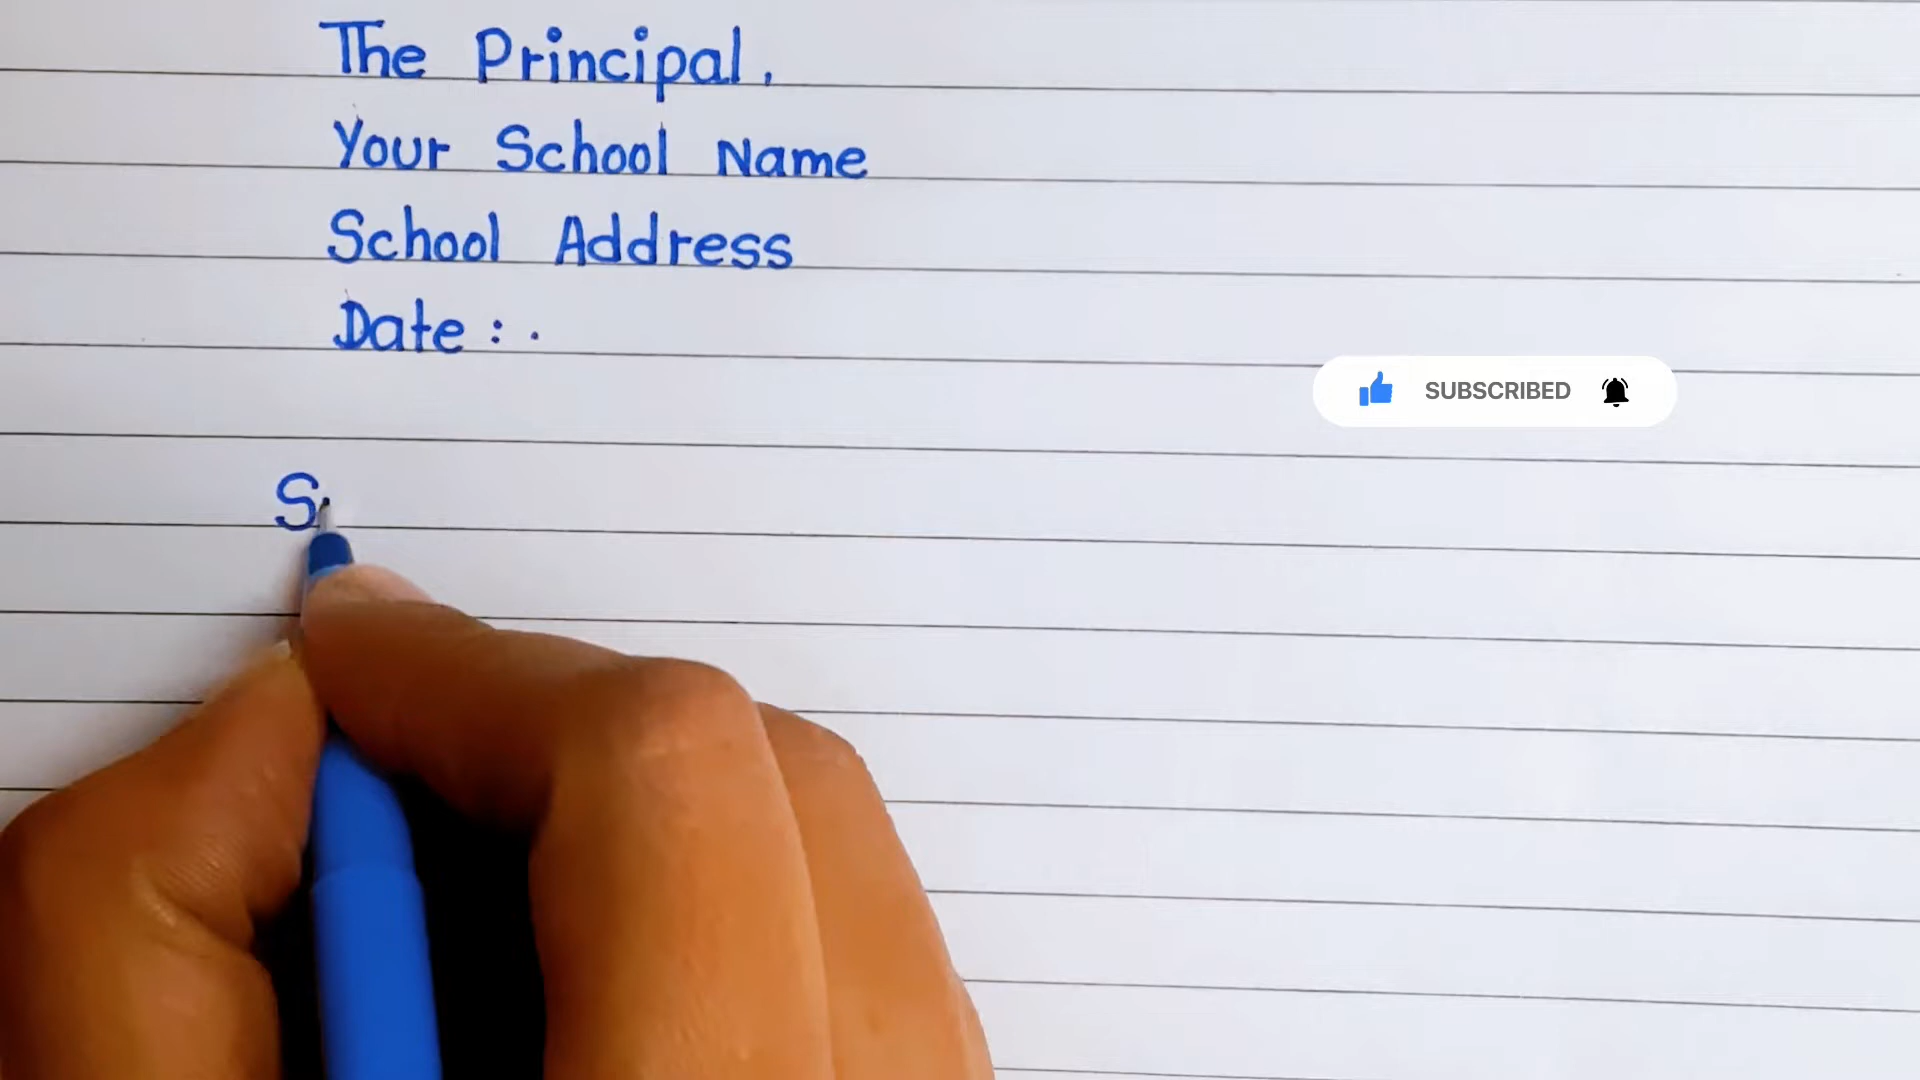 The Principal,
Your School Name
School Address
Date : .
SUBSCRIBED
S